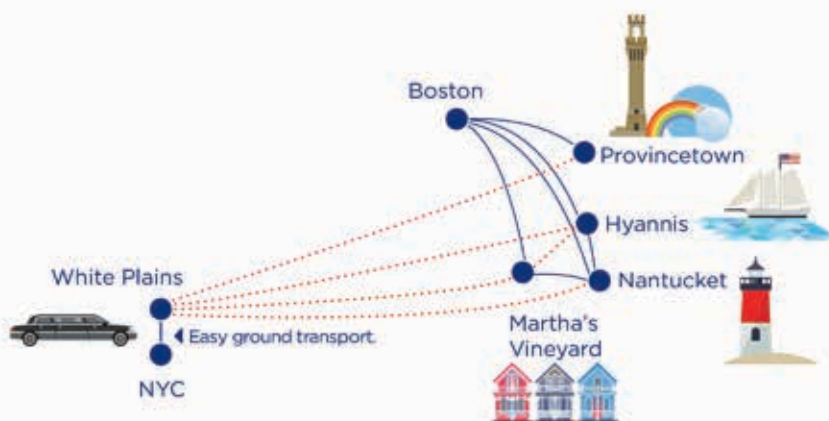 Boston
Provincetown
Hyannis
White Plains
Nantucket
Easy ground transport.
Martha's
Vineyard
NYC